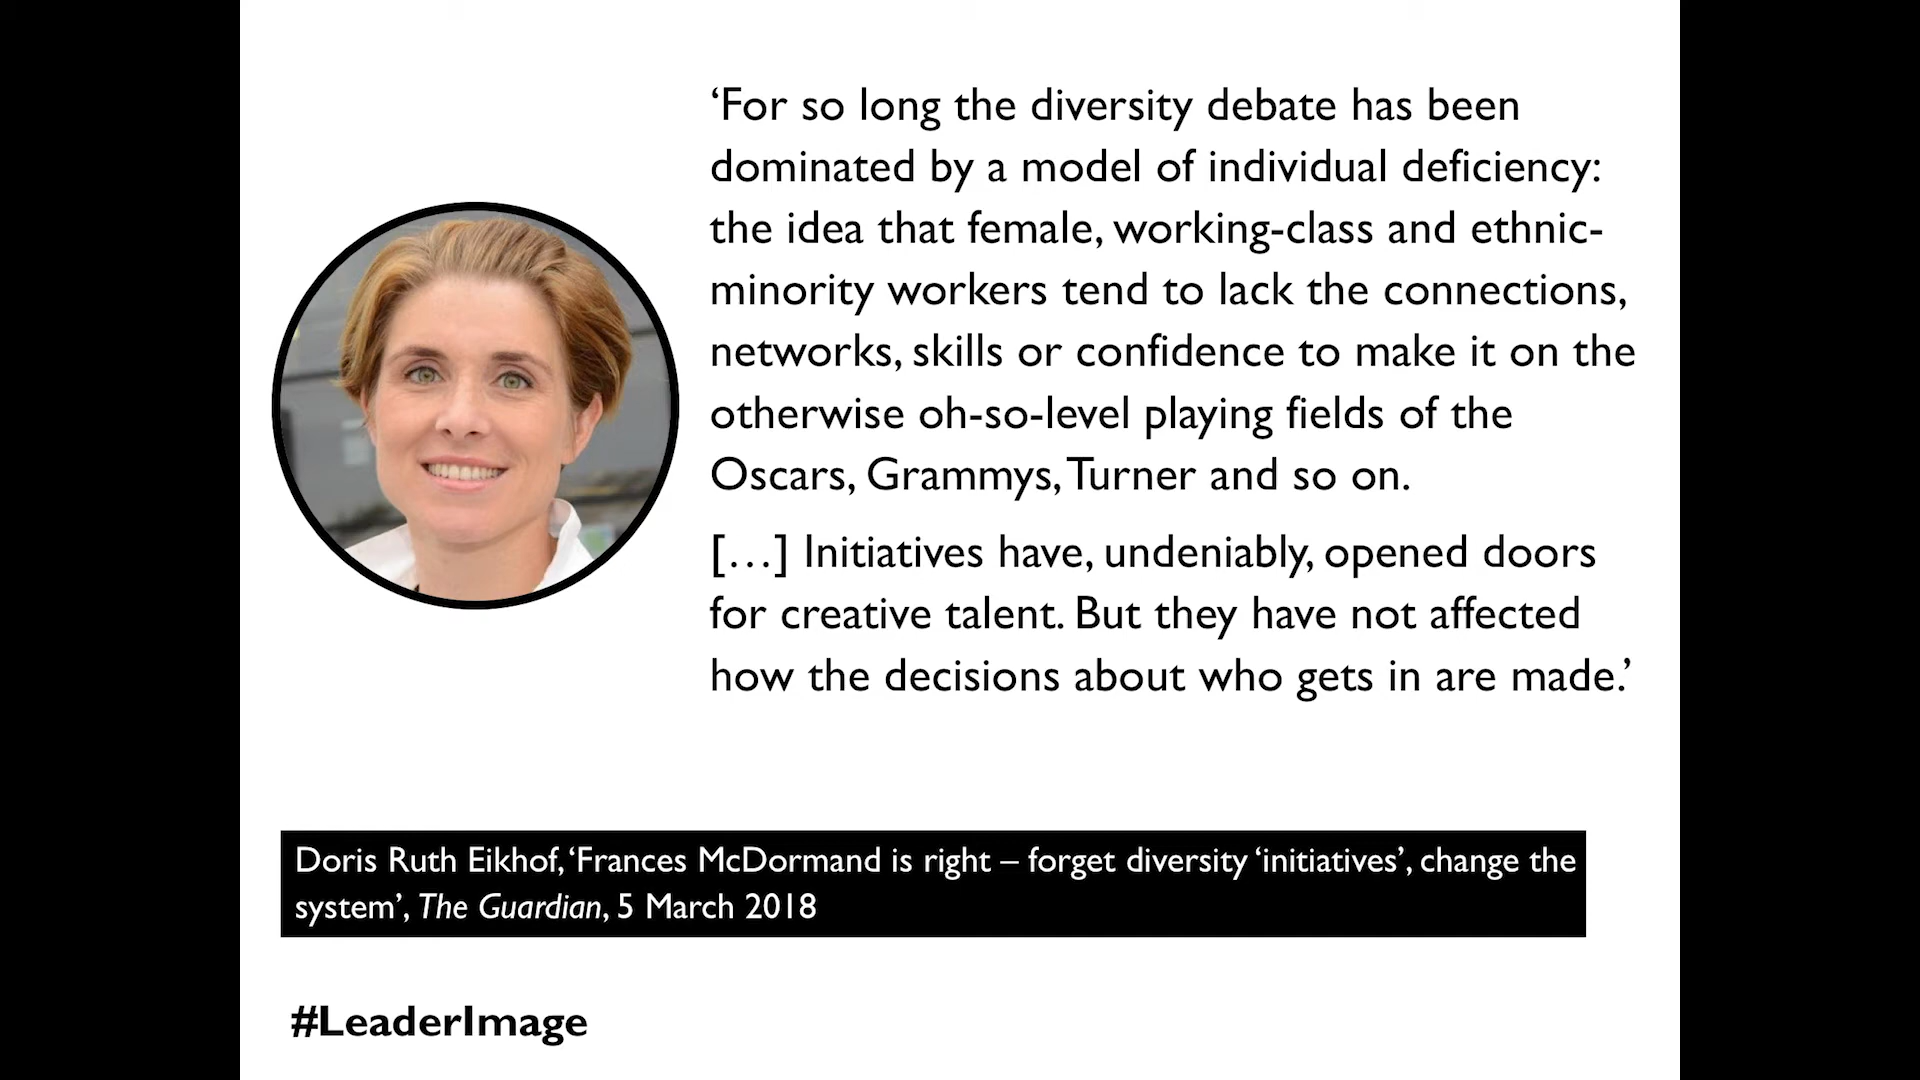 ‘For so long the diversity debate has been
dominated by a model of individual deficiency:
the idea that female, working-class and ethnic-
minority workers tend to lack the connections,
networks, skills or confidence to make it on the
otherwise oh-so-level playing fields of the
Oscars, Grammys, Turner and so on.
[…] Initiatives have, undeniably, opened doors
for creative talent. But they have not affected
how the decisions about who gets in are made.’
Doris Ruth Eikhof, ‘Frances McDormand is right – forget diversity ‘initiatives’, change the
system’, The Guardian, 5 March 2018
#LeaderImage